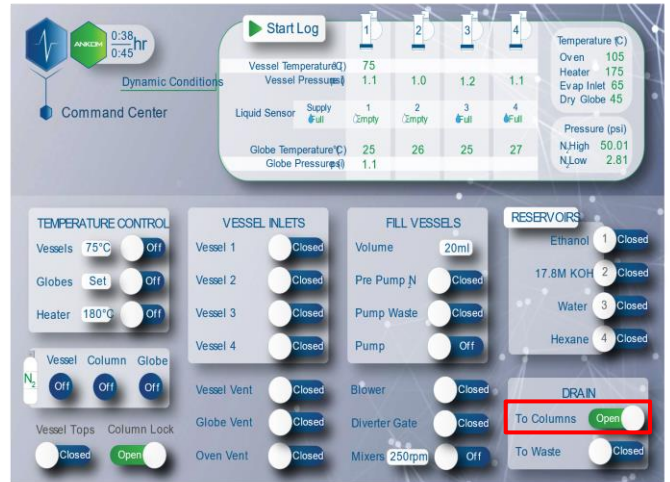 ANKOM
0:38
0:45 hr
Dynamic Conditions
Command Center
Start Log
1 2 3 4
Vessel Temperature(°C) 75
Vessel Pressure(psi) 1.1 1.0 1.2 1.1
Liquid Sensor Supply 1 2 3 4
Full Empty Empty Full Full
Globe Temperature(°C) 25 26 25 27
Globe Pressure(psi) 1.1
Temperature (°C)
Oven 105
Heater 175
Evap Inlet 65
Dry Globe 45
Pressure (psi)
N2 High 50.01
N2 Low 2.81
TEMPERATURE CONTROL
Vessels 75°C Off
Globes Set Off
Heater 180°C Off
N2
Vessel Column Globe
Off Off Off
Vessel Tops Column Lock
Closed Open
VESSEL INLETS
Vessel 1 Closed
Vessel 2 Closed
Vessel 3 Closed
Vessel 4 Closed
Vessel Vent Closed
Globe Vent Closed
Oven Vent Closed
FILL VESSELS
Volume 20ml
Pre Pump N2 Closed
Pump Waste Closed
Pump Off
Blower Closed
Diverter Gate Closed
Mixers 250rpm Off
RESERVOIRS
Ethanol 1 Closed
17.8M KOH 2 Closed
Water 3 Closed
Hexane 4 Closed
DRAIN
To Columns Open
To Waste Closed